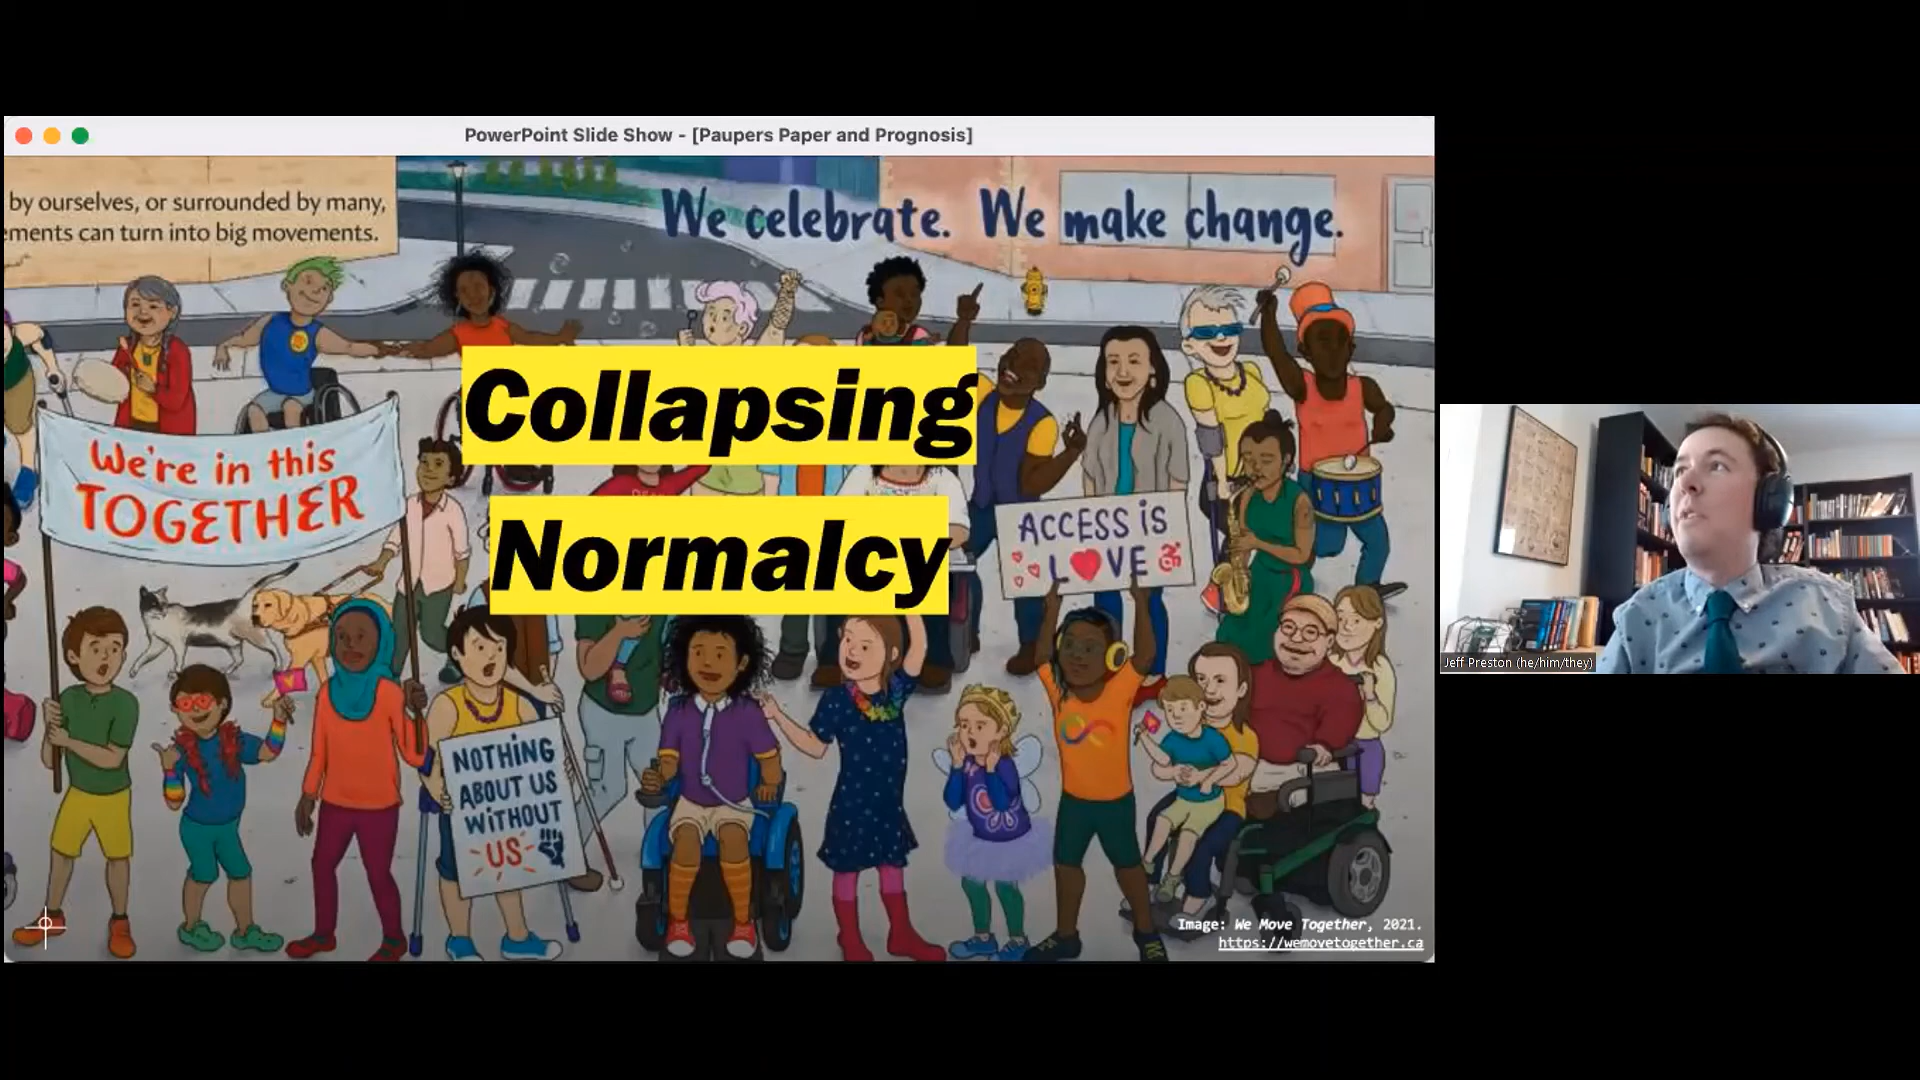 PowerPoint Slide Show - [Paupers Paper and Prognosis]
by ourselves, or surrounded by many,
ements can turn into big movements.
We celebrate. We make change.
Collapsing
Normalcy
We're in this
TOGETHER
ACCESS iS
LOVE
NOTHING
ABOUT US
WiTHOUT
US
Image: We Move Together, 2021.
https://wemovetogether.ca
Jeff Preston (he/him/they)